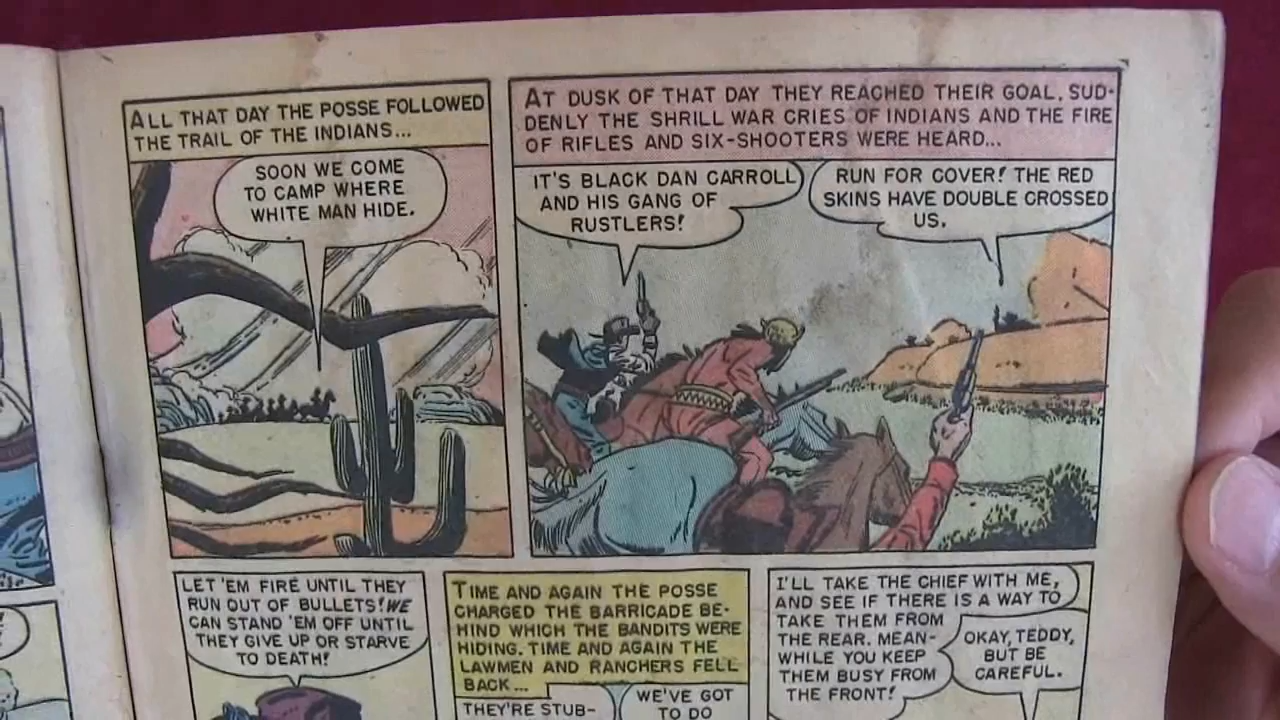 ALL THAT DAY THE POSSE FOLLOWED
THE TRAIL OF THE INDIANS...
SOON WE COME
TO CAMP WHERE
WHITE MAN HIDE.
AT DUSK OF THAT DAY THEY REACHED THEIR GOAL. SUD-
DENLY THE SHRILL WAR CRIES OF INDIANS AND THE FIRE
OF RIFLES AND SIX-SHOOTERS WERE HEARD...
IT'S BLACK DAN CARROLL
AND HIS GANG OF
RUSTLERS!
RUN FOR COVER! THE RED
SKINS HAVE DOUBLE CROSSED
US.
LET 'EM FIRE UNTIL THEY
RUN OUT OF BULLETS! WE
CAN STAND 'EM OFF UNTIL
THEY GIVE UP OR STARVE
TO DEATH!
TIME AND AGAIN THE POSSE
CHARGED THE BARRICADE BE-
HIND WHICH THE BANDITS WERE
HIDING. TIME AND AGAIN THE
LAWMEN AND RANCHERS FELL
BACK...
THEY'RE STUB-
WE'VE GOT
TO DO
I'LL TAKE THE CHIEF WITH ME,
AND SEE IF THERE IS A WAY TO
TAKE THEM FROM
THE REAR. MEAN-
WHILE YOU KEEP
THEM BUSY FROM
THE FRONT!
OKAY, TEDDY,
BUT BE
CAREFUL.